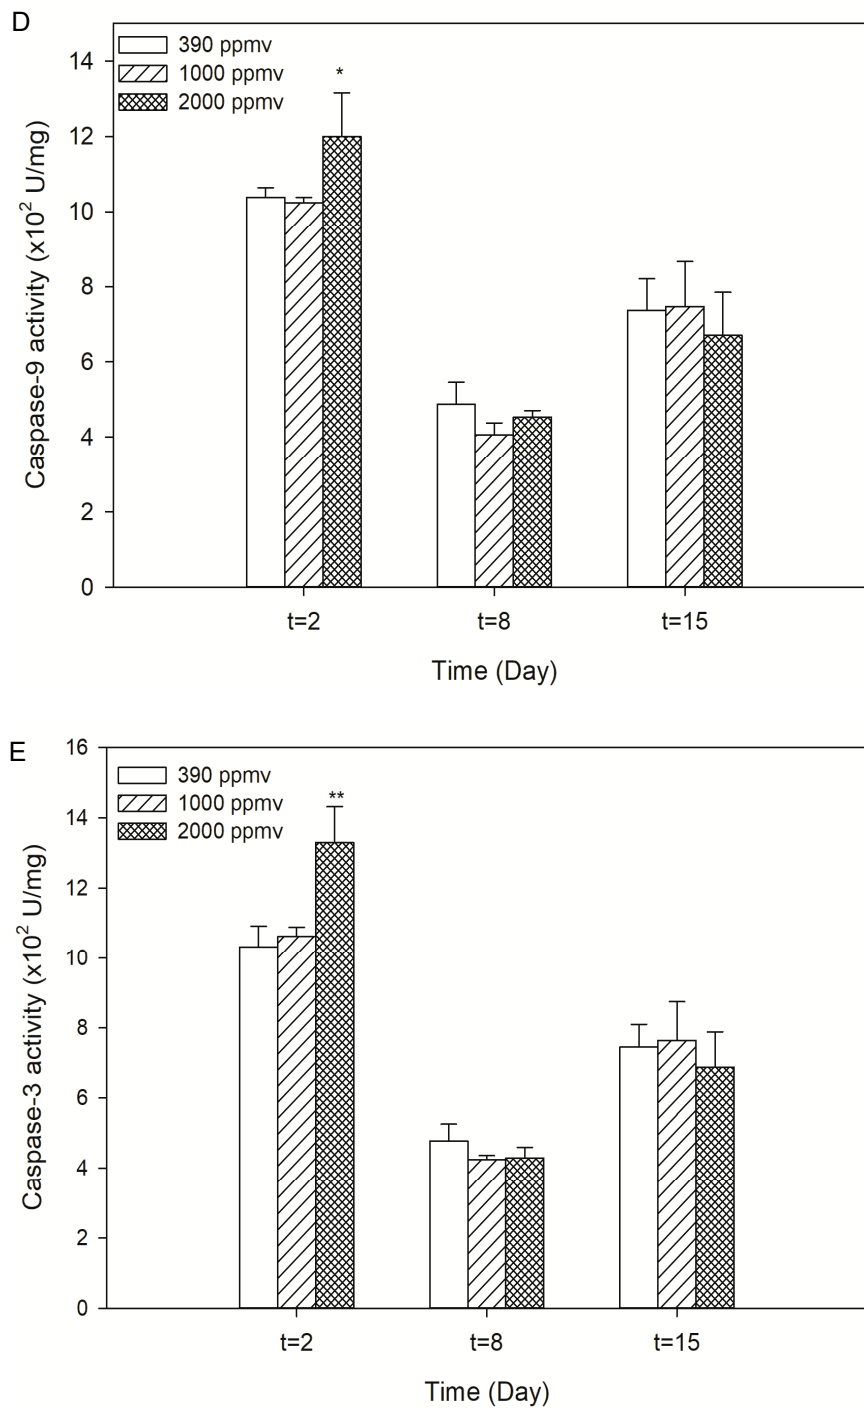 D
390 ppmv
1000 ppmv
2000 ppmv
*
14
12
10
8
6
4
2
0
Caspase-9 activity (x10² U/mg)
t=2
t=8
t=15
Time (Day)
E
390 ppmv
1000 ppmv
2000 ppmv
**
16
14
12
10
8
6
4
2
0
Caspase-3 activity (x10² U/mg)
t=2
t=8
t=15
Time (Day)